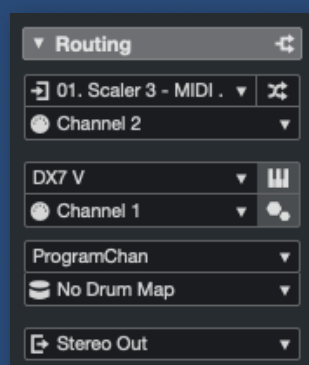 Routing
01. Scaler 3 - MIDI .
Channel 2
DX7 V
Channel 1
ProgramChan
No Drum Map
Stereo Out